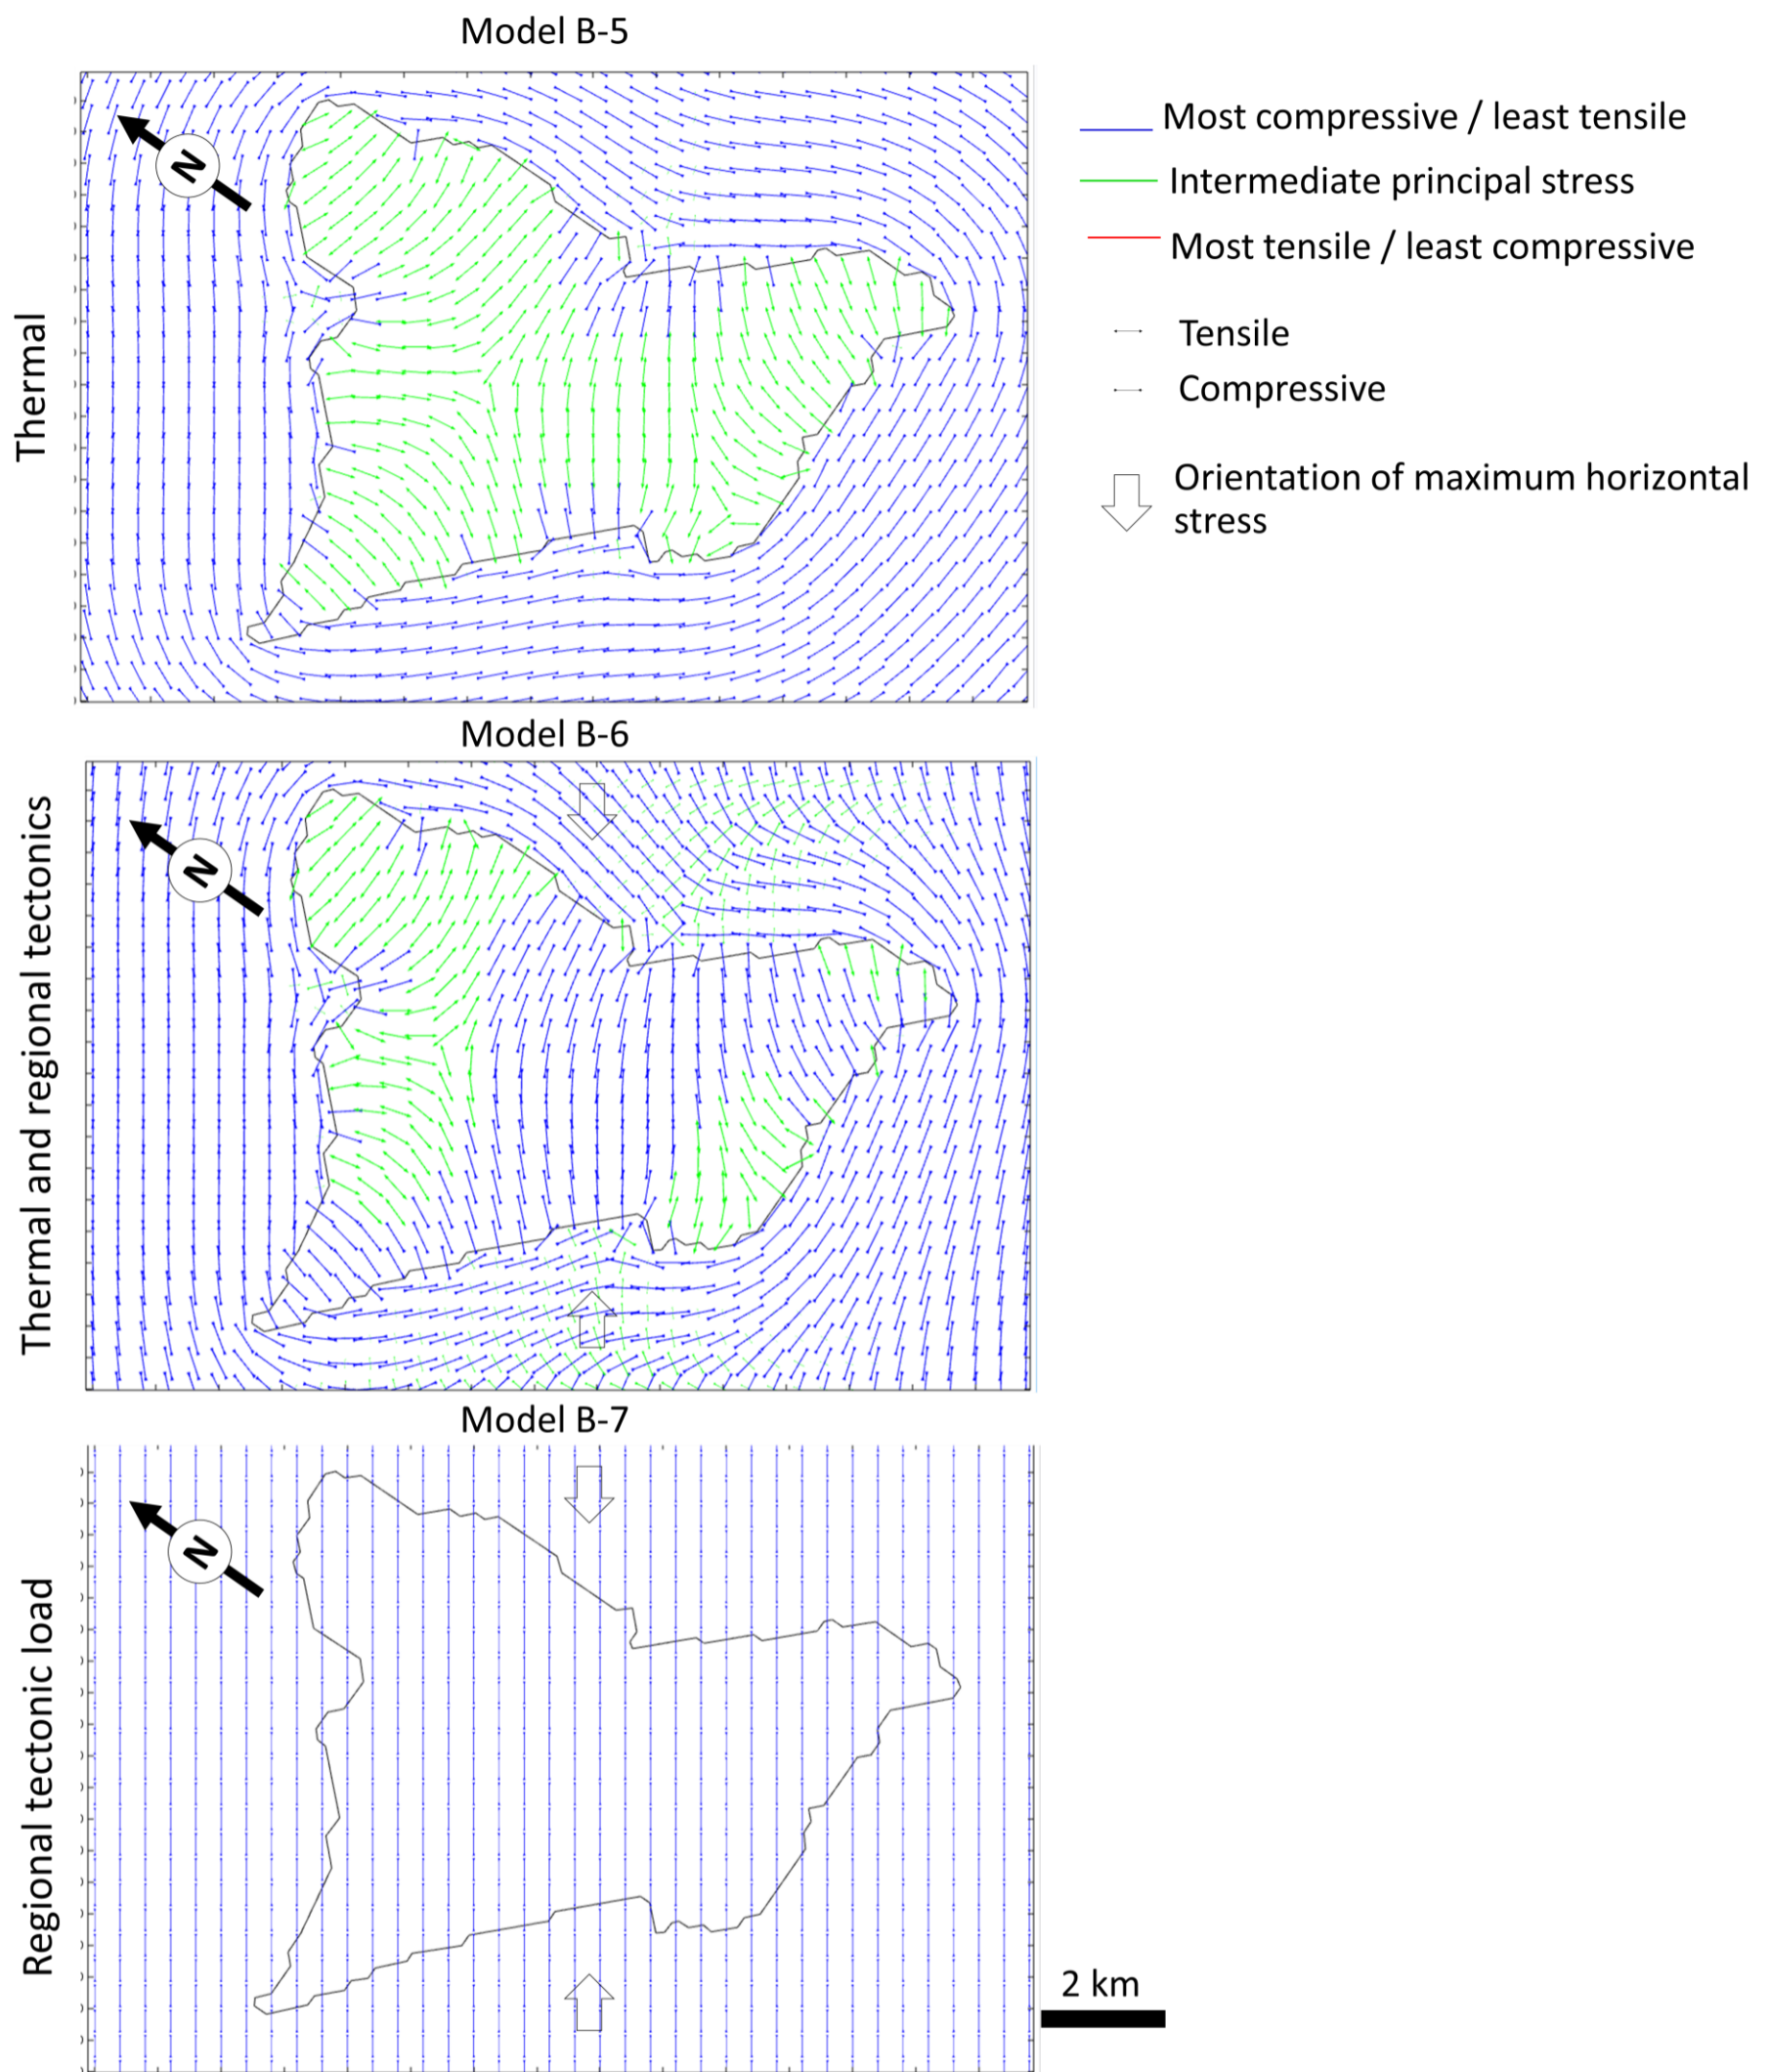 Model B-5
Thermal
N
Most compressive / least tensile
Intermediate principal stress
Most tensile / least compressive
Tensile
Compressive
Orientation of maximum horizontal
stress
Model B-6
Thermal and regional tectonics
N
Model B-7
Regional tectonic load
N
2 km